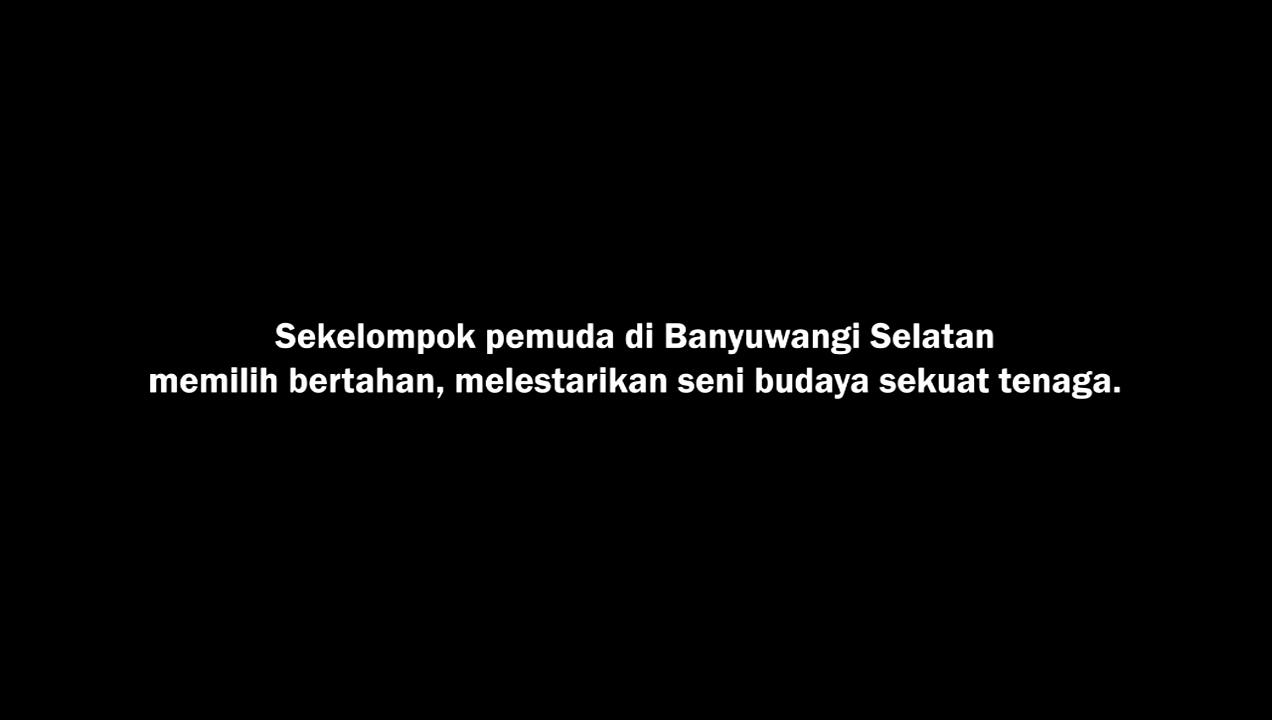 Sekelompok pemuda di Banyuwangi Selatan
memilih bertahan, melestarikan seni budaya sekuat tenaga.